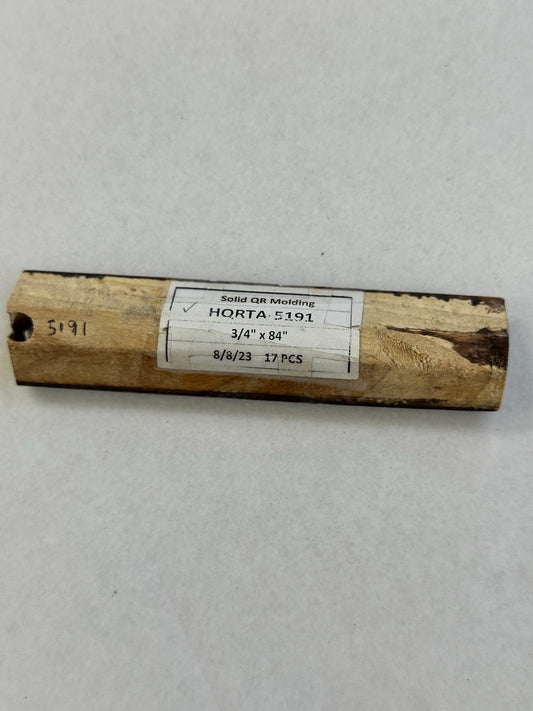 5191
Solid QR Molding
✓ HQRTA-5191
3/4" x 84"
8/8/23 17 PCS